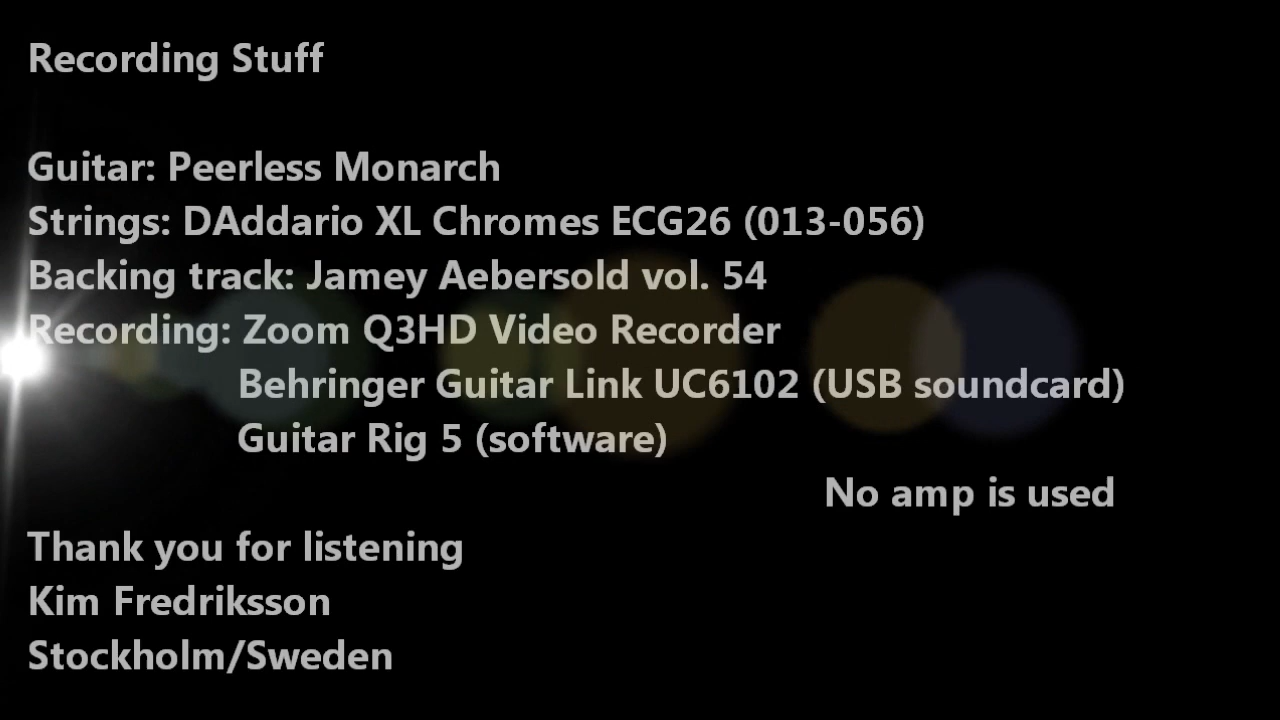 Recording Stuff
Guitar: Peerless Monarch
Strings: DAddario XL Chromes ECG26 (013-056)
Backing track: Jamey Aebersold vol. 54
Recording: Zoom Q3HD Video Recorder
Behringer Guitar Link UC6102 (USB soundcard)
Guitar Rig 5 (software)
No amp is used
Thank you for listening
Kim Fredriksson
Stockholm/Sweden